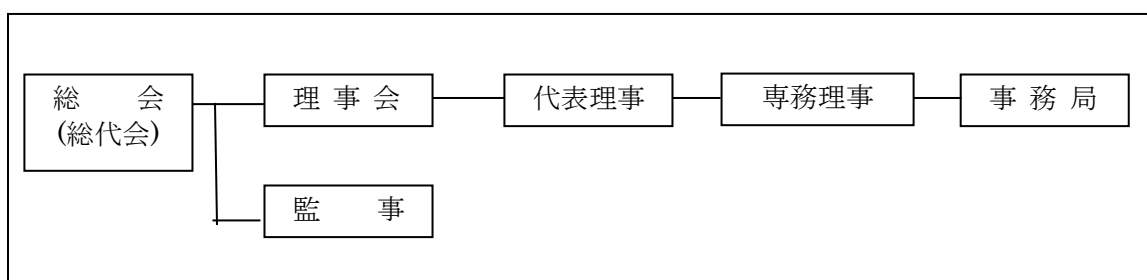 総　会
(総代会)
理 事 会
代表理事
専務理事
事 務 局
監　事